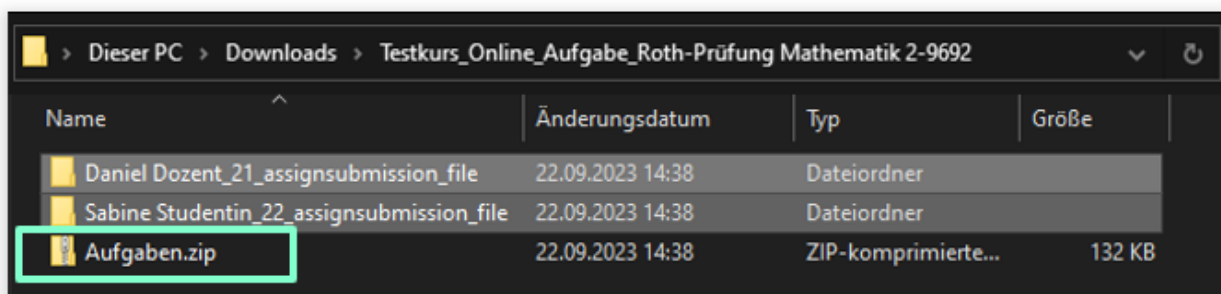 Dieser PC > Downloads > Testkurs_Online_Aufgabe_Roth-Prüfung Mathematik 2-9692
Name Änderungsdatum Typ Größe
Daniel Dozent_21_assignsubmission_file 22.09.2023 14:38 Dateiordner
Sabine Studentin_22_assignsubmission_file 22.09.2023 14:38 Dateiordner
Aufgaben.zip 22.09.2023 14:38 ZIP-komprimierte... 132 KB